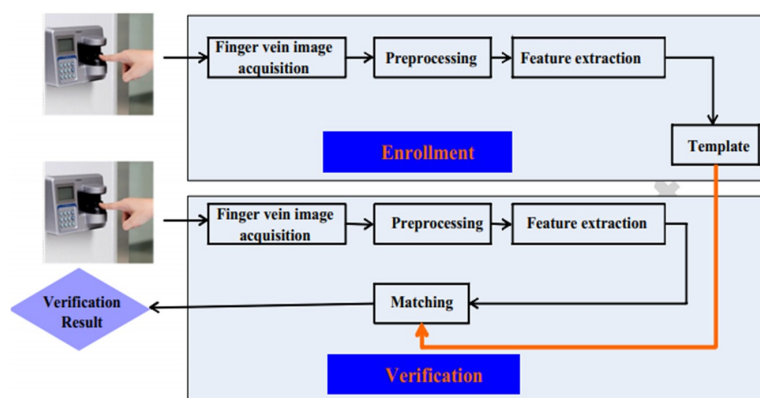 Finger vein image
acquisition
Preprocessing
Feature extraction
Template
Enrollment
Finger vein image
acquisition
Preprocessing
Feature extraction
Matching
Verification
Result
Verification